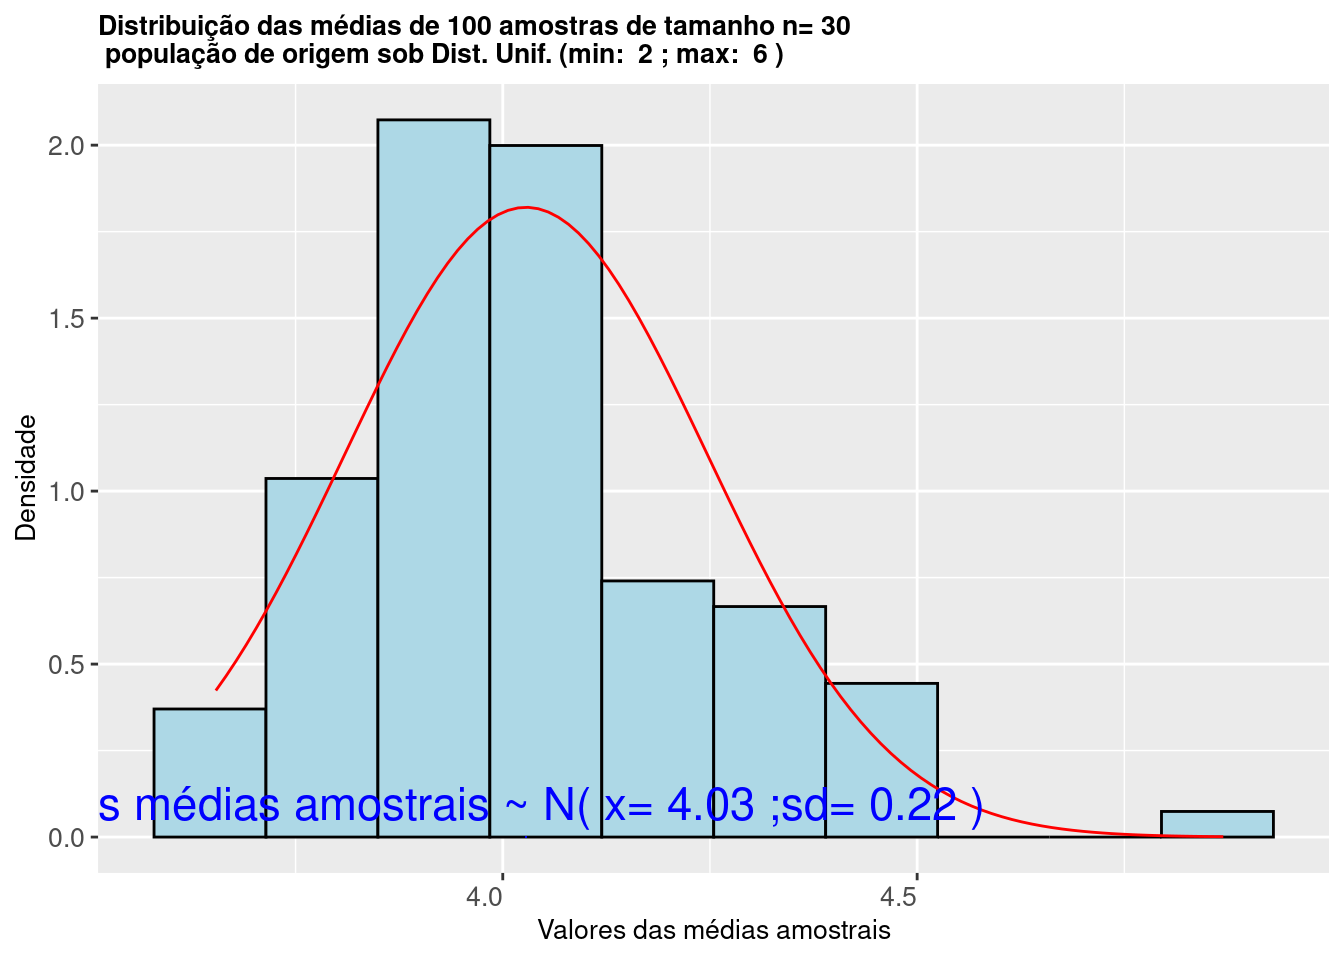 Distribuição das médias de 100 amostras de tamanho n= 30
população de origem sob Dist. Unif. (min:  2 ; max:  6 )
2.0
1.5
1.0
0.5
0.0
Densidade
s médias amostrais ~ N( x= 4.03 ;sd= 0.22 )
4.0
4.5
Valores das médias amostrais